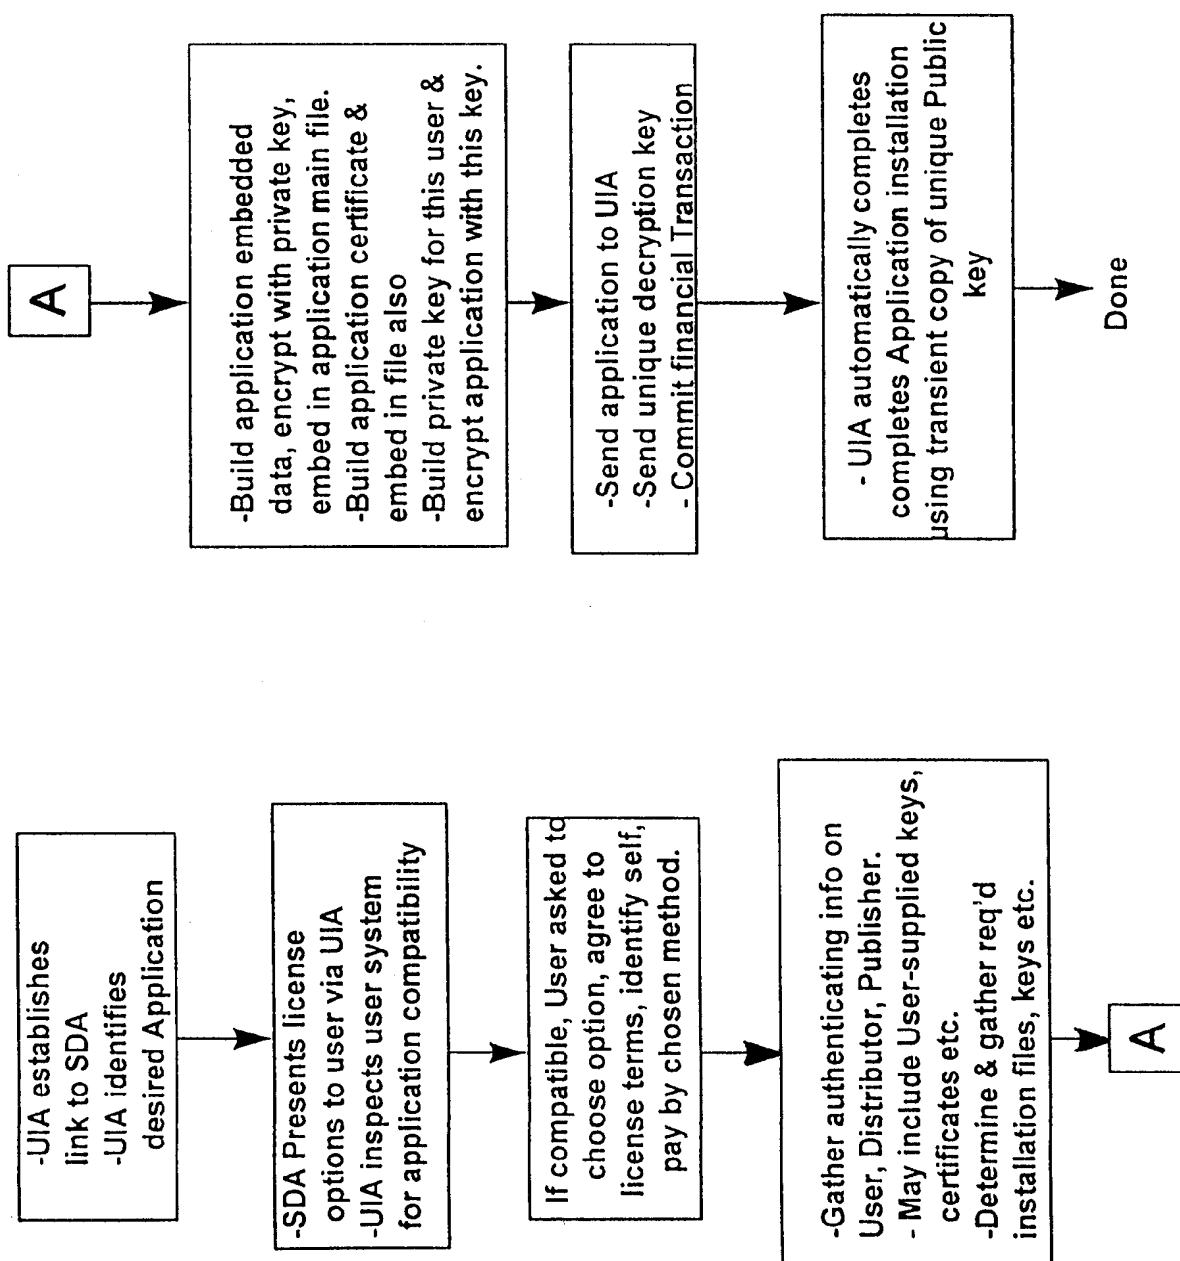 -UIA establishes
link to SDA
-UIA identifies
desired Application
-SDA Presents license
options to user via UIA
-UIA inspects user system
for application compatibility
If compatible, User asked to
choose option, agree to
license terms, identify self,
pay by chosen method.
-Gather authenticating info on
User, Distributor, Publisher.
- May include User-supplied keys,
certificates etc.
-Determine & gather req'd
installation files, keys etc.
A
A
-Build application embedded
data, encrypt with private key,
embed in application main file.
-Build application certificate &
embed in file also
-Build private key for this user &
encrypt application with this key.
-Send application to UIA
-Send unique decryption key
- Commit financial Transaction
- UIA automatically completes
completes Application installation
using transient copy of unique Public
key
Done